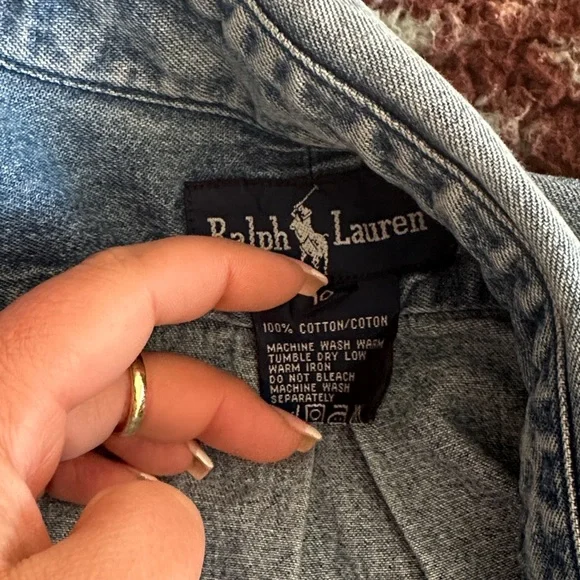 Ralph Lauren
100% COTTON/COTON
MACHINE WASH WARM
TUMBLE DRY LOW
WARM IRON
DO NOT BLEACH
MACHINE WASH
SEPARATELY